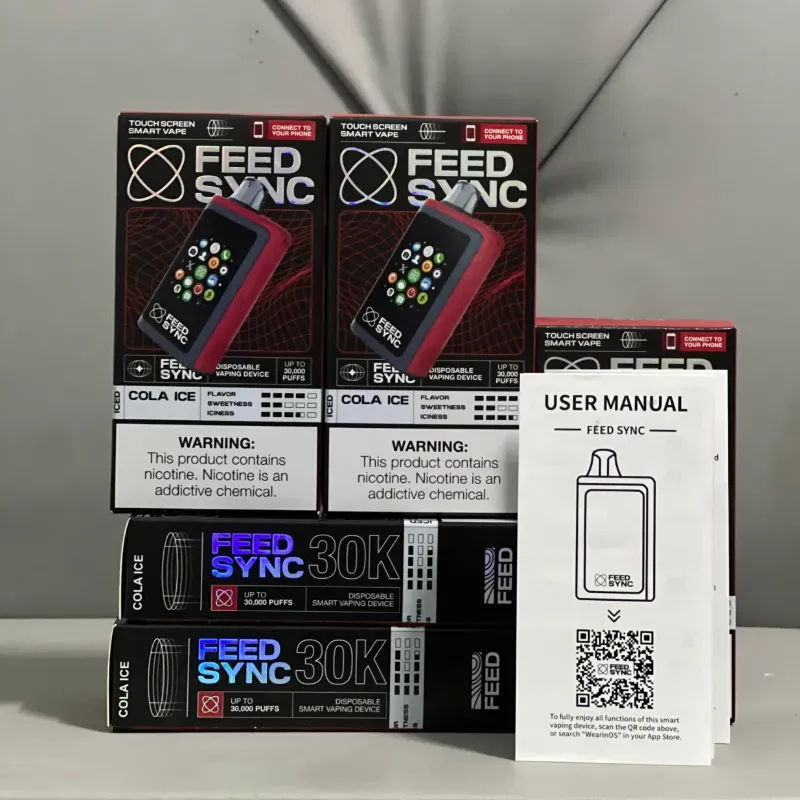 TOUCH SCREEN
SMART VAPE
CONNECT TO
YOUR PHONE
FEED
SYNC
FEED
SYNC
FEED
SYNC
DISPOSABLE
VAPING DEVICE
UP TO
30,000
PUFFS
ICED
COLA ICE
FLAVOR
SWEETNESS
ICINESS
WARNING:
This product contains
nicotine. Nicotine is an
addictive chemical.
TOUCH SCREEN
SMART VAPE
CONNECT TO
YOUR PHONE
FEED
SYNC
FEED
SYNC
FEED
SYNC
DISPOSABLE
VAPING DEVICE
UP TO
30,000
PUFFS
ICED
COLA ICE
FLAVOR
SWEETNESS
ICINESS
WARNING:
This product contains
nicotine. Nicotine is an
addictive chemical.
TOUCH SCREEN
SMART VAPE
CONNECT TO
YOUR PHONE
FEED
USER MANUAL
FEED SYNC
FEED
SYNC
FEED
SYNC
To fully enjoy all functions of this smart
vaping device, scan the QR code above,
or search "WearinOS" in your App Store.
COLA ICE
FEED
SYNC
30K
UP TO
30,000 PUFFS
DISPOSABLE
SMART VAPING DEVICE
ICED
FEED
COLA ICE
FEED
SYNC
30K
UP TO
30,000 PUFFS
DISPOSABLE
SMART VAPING DEVICE
FEED